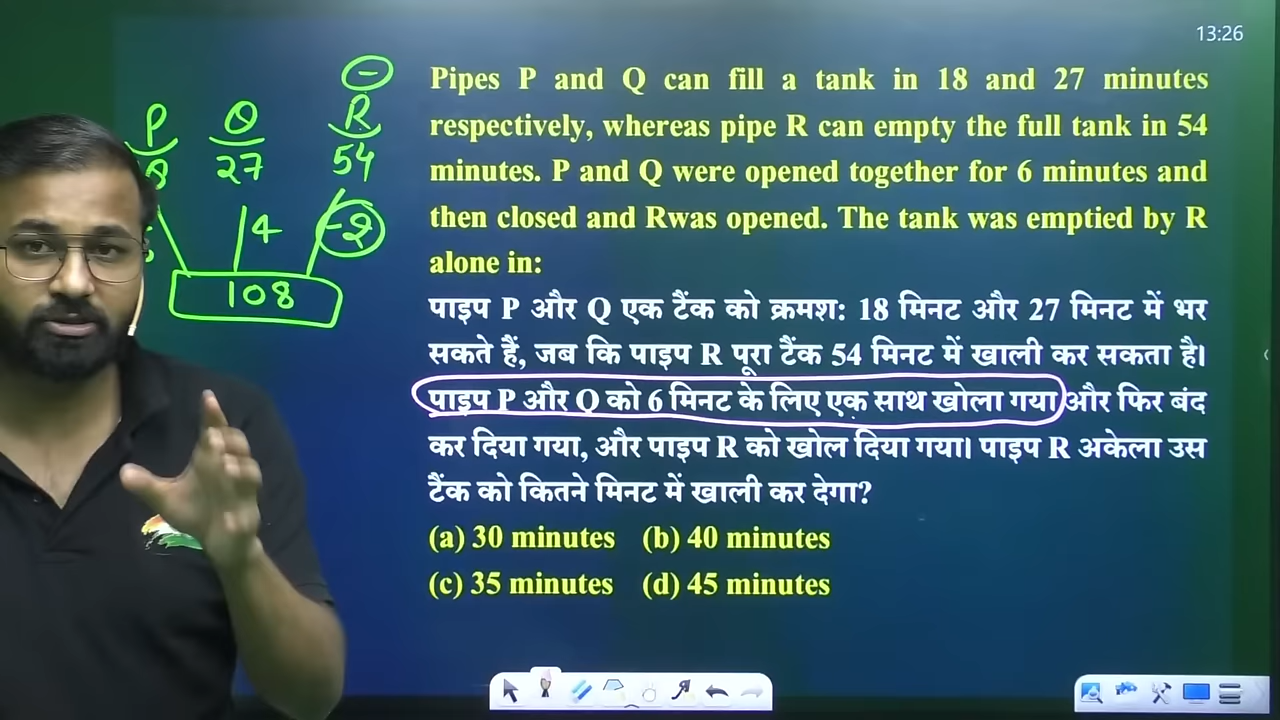 13:26
P Q R
27 54
4 -2
108
Pipes P and Q can fill a tank in 18 and 27 minutes
respectively, whereas pipe R can empty the full tank in 54
minutes. P and Q were opened together for 6 minutes and
then closed and Rwas opened. The tank was emptied by R
alone in:
पाइप P और Q एक टैंक को क्रमश: 18 मिनट और 27 मिनट में भर
सकते हैं, जब कि पाइप R पूरा टैंक 54 मिनट में खाली कर सकता है।
पाइप P और Q को 6 मिनट के लिए एक साथ खोला गया और फिर बंद
कर दिया गया, और पाइप R को खोल दिया गया। पाइप R अकेला उस
टैंक को कितने मिनट में खाली कर देगा?
(a) 30 minutes (b) 40 minutes
(c) 35 minutes (d) 45 minutes